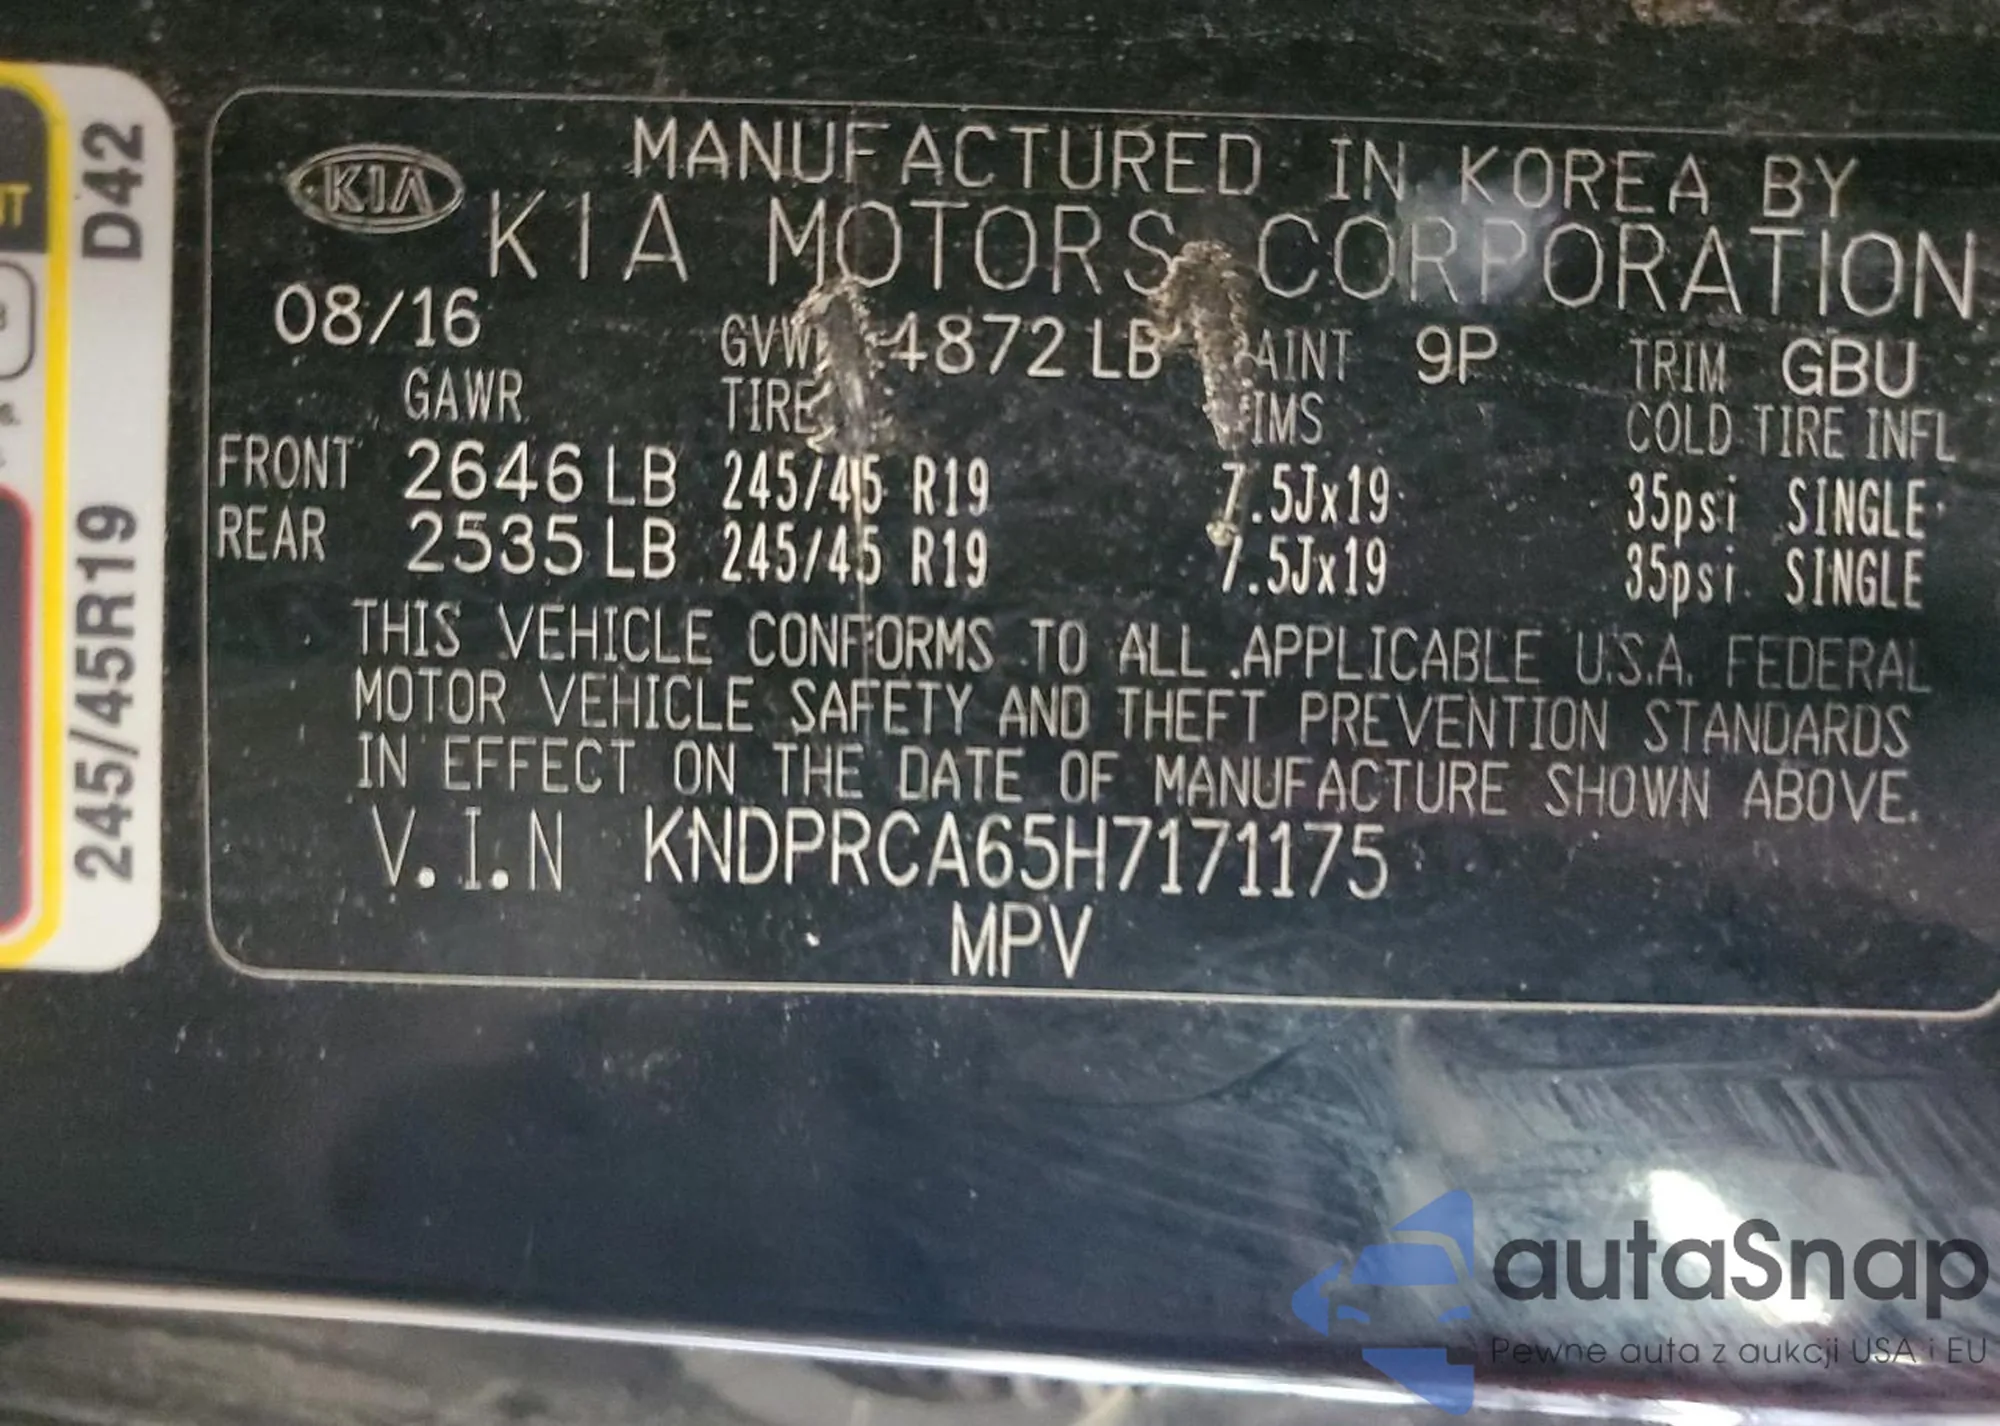 D42
245/45R19
KIA
MANUFACTURED IN KOREA BY
KIA MOTORS CORPORATION
08/16 4872 LB 9P TRIM GBU
GAWR COLD TIRE INFL
FRONT 2646 LB 245/45 R19 7.5Jx19 35psi SINGLE
REAR 2535 LB 245/45 R19 7.5Jx19 35psi SINGLE
THIS VEHICLE CONFORMS TO ALL APPLICABLE U.S.A. FEDERAL
MOTOR VEHICLE SAFETY AND THEFT PREVENTION STANDARDS
IN EFFECT ON THE DATE OF MANUFACTURE SHOWN ABOVE.
V.I.N KNDPRCA65H7171175
MPV
autaSnap
Pewne auta z aukcji USA i EU